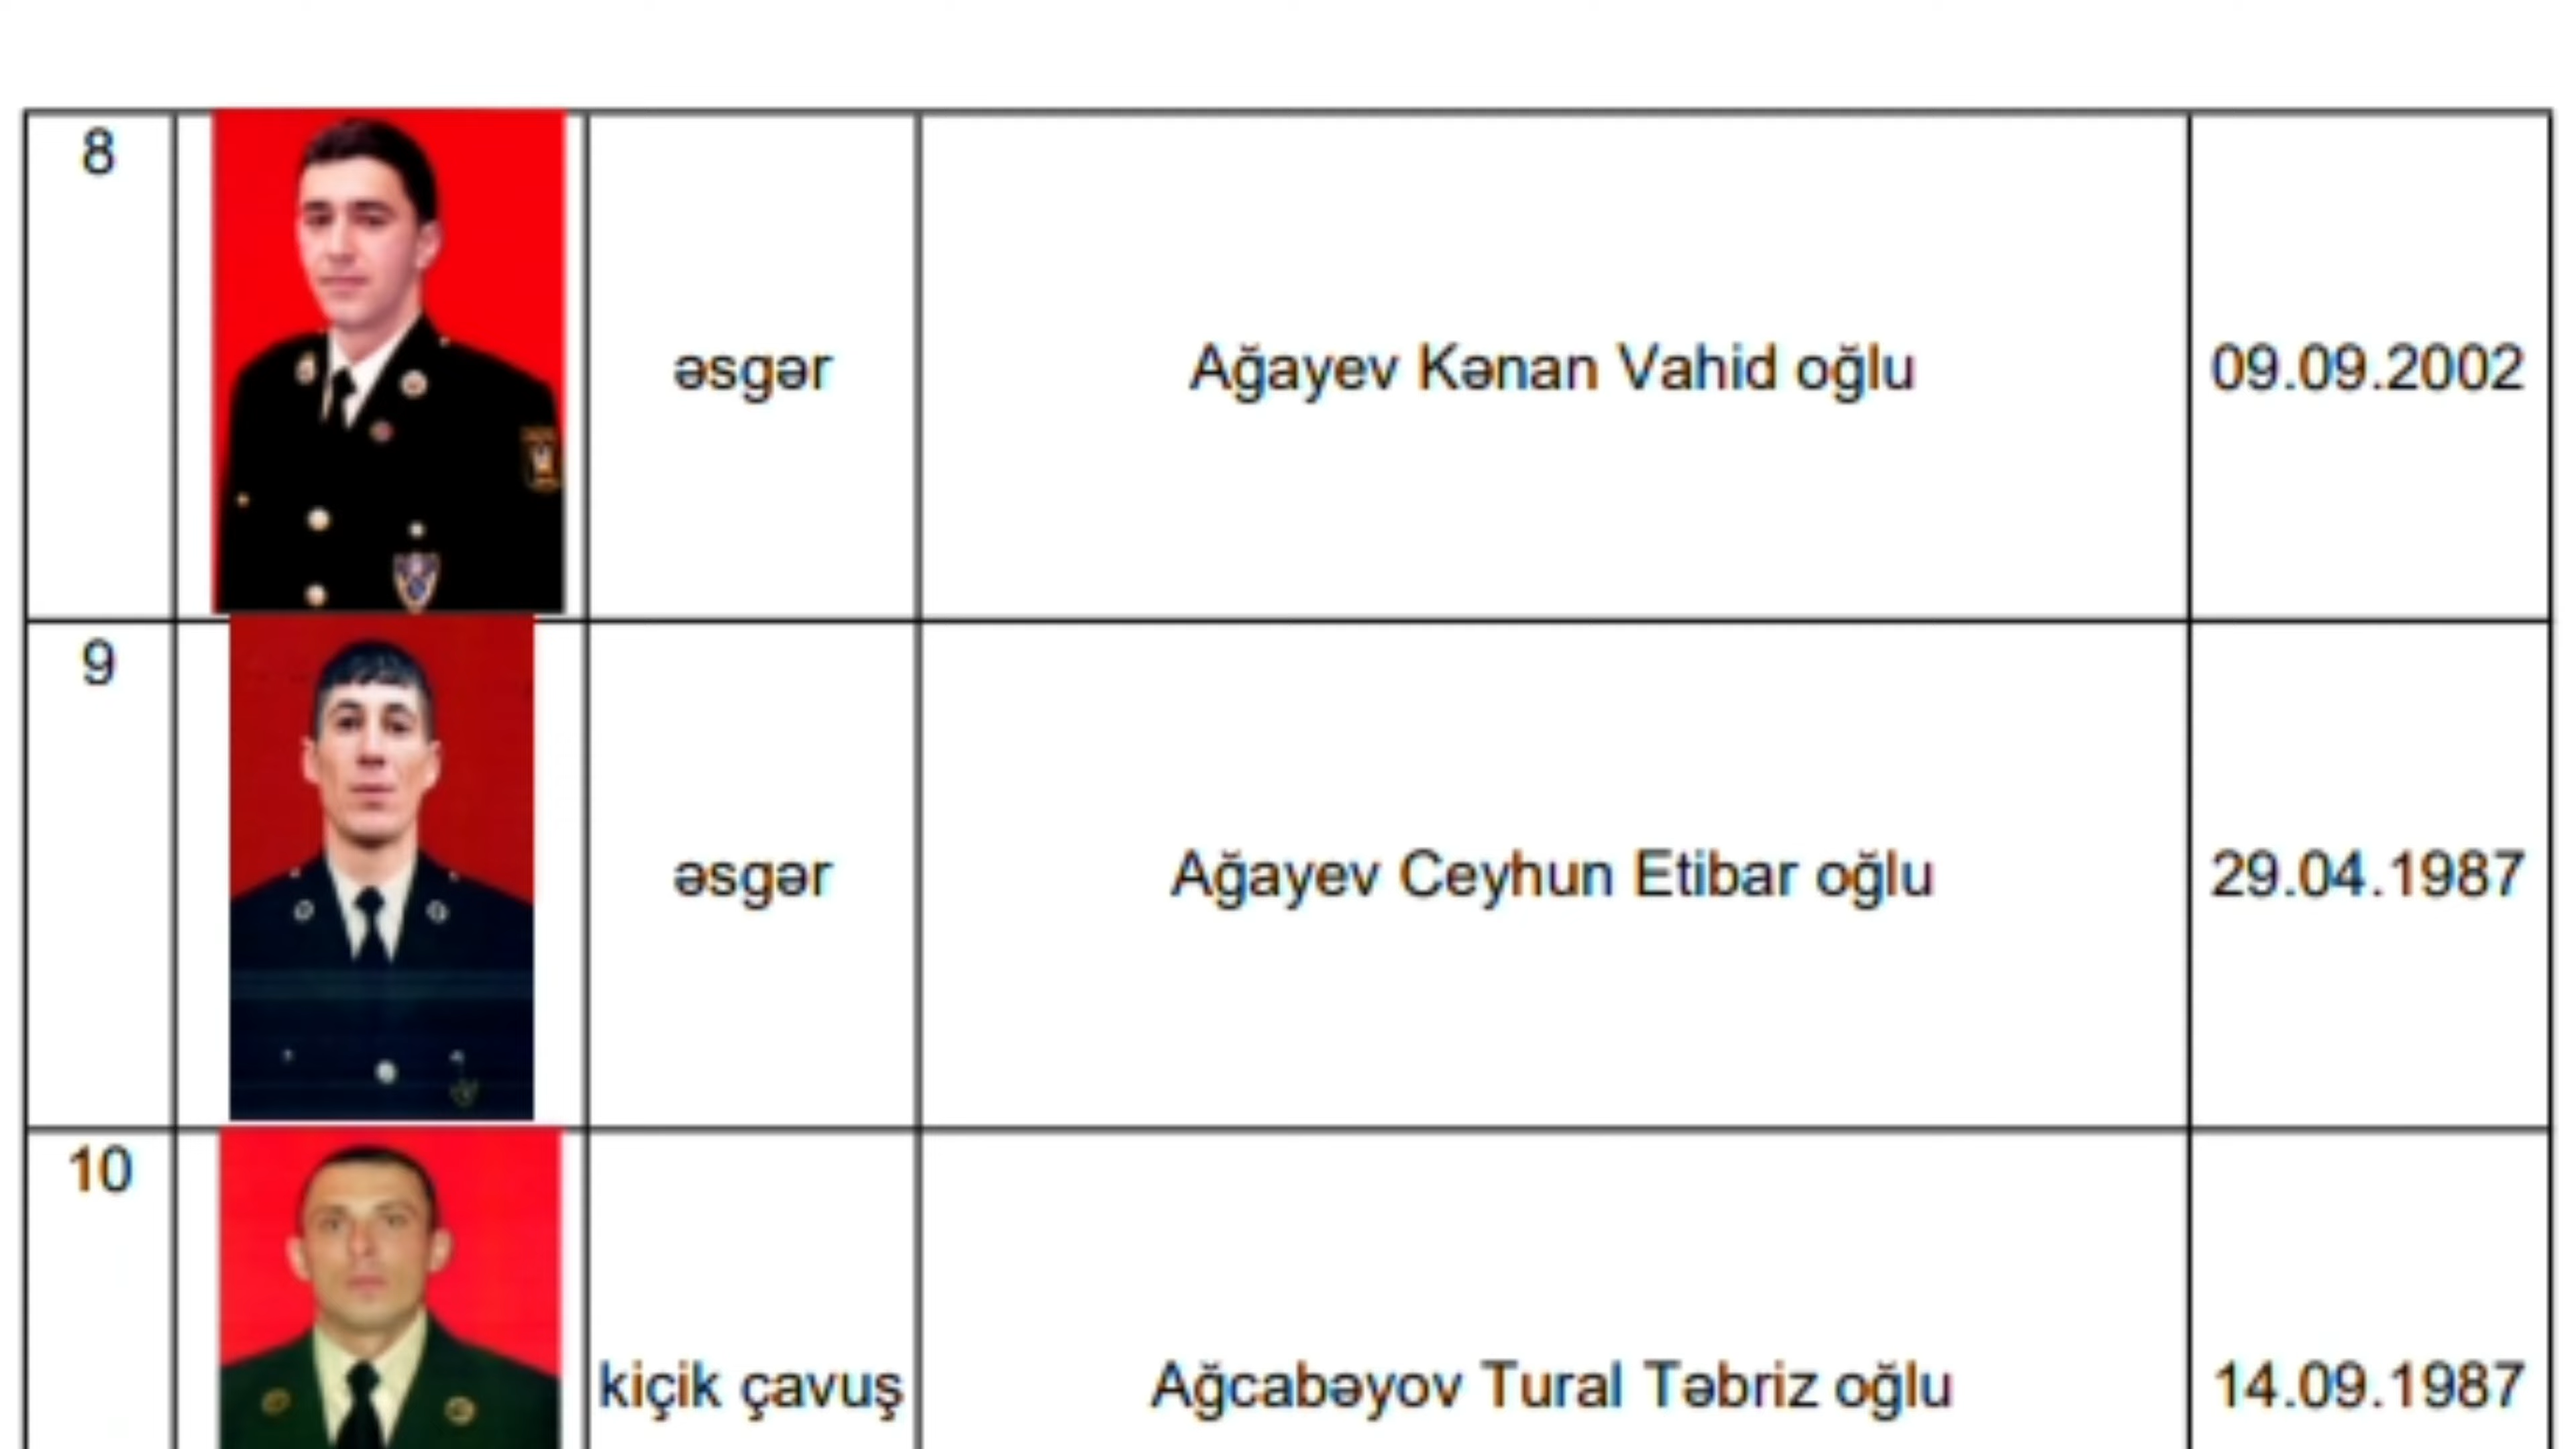 8 əsgər Ağayev Kənan Vahid oğlu 09.09.2002
9 əsgər Ağayev Ceyhun Etibar oğlu 29.04.1987
10 kiçik çavuş Ağcabəyov Tural Təbriz oğlu 14.09.1987